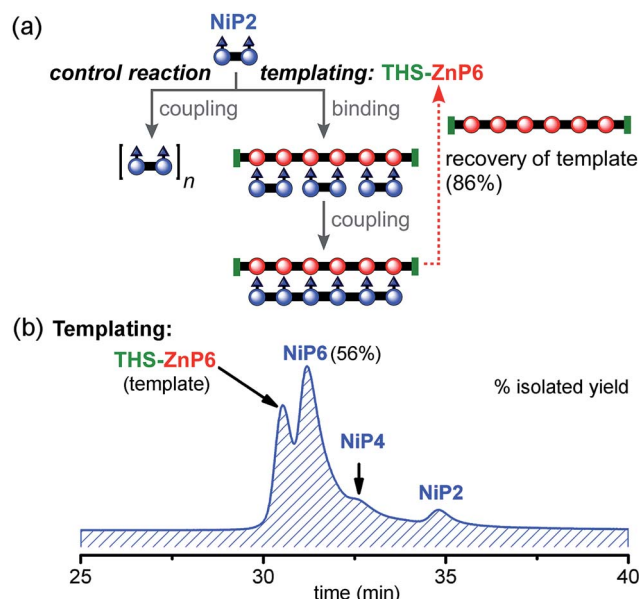 (a)
NiP2
control reaction templating: THS-ZnP6
coupling
binding
[ ]n
recovery of template
(86%)
coupling
(b) Templating:
THS-ZnP6
(template)
NiP6 (56%)
% isolated yield
NiP4
NiP2
25 30 35 40
time (min)